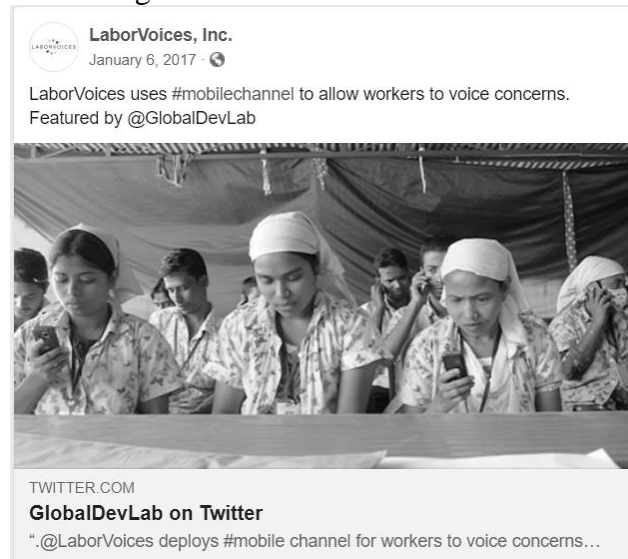 LABORVOICES
LaborVoices, Inc.
January 6, 2017 ·
LaborVoices uses #mobilechannel to allow workers to voice concerns.
Featured by @GlobalDevLab
TWITTER.COM
GlobalDevLab on Twitter
“.@LaborVoices deploys #mobile channel for workers to voice concerns…